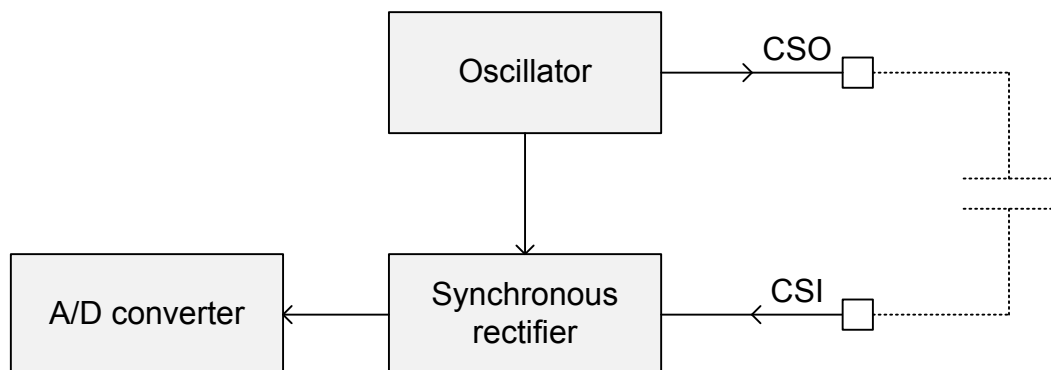 Oscillator
CSO
A/D converter
Synchronous
rectifier
CSI